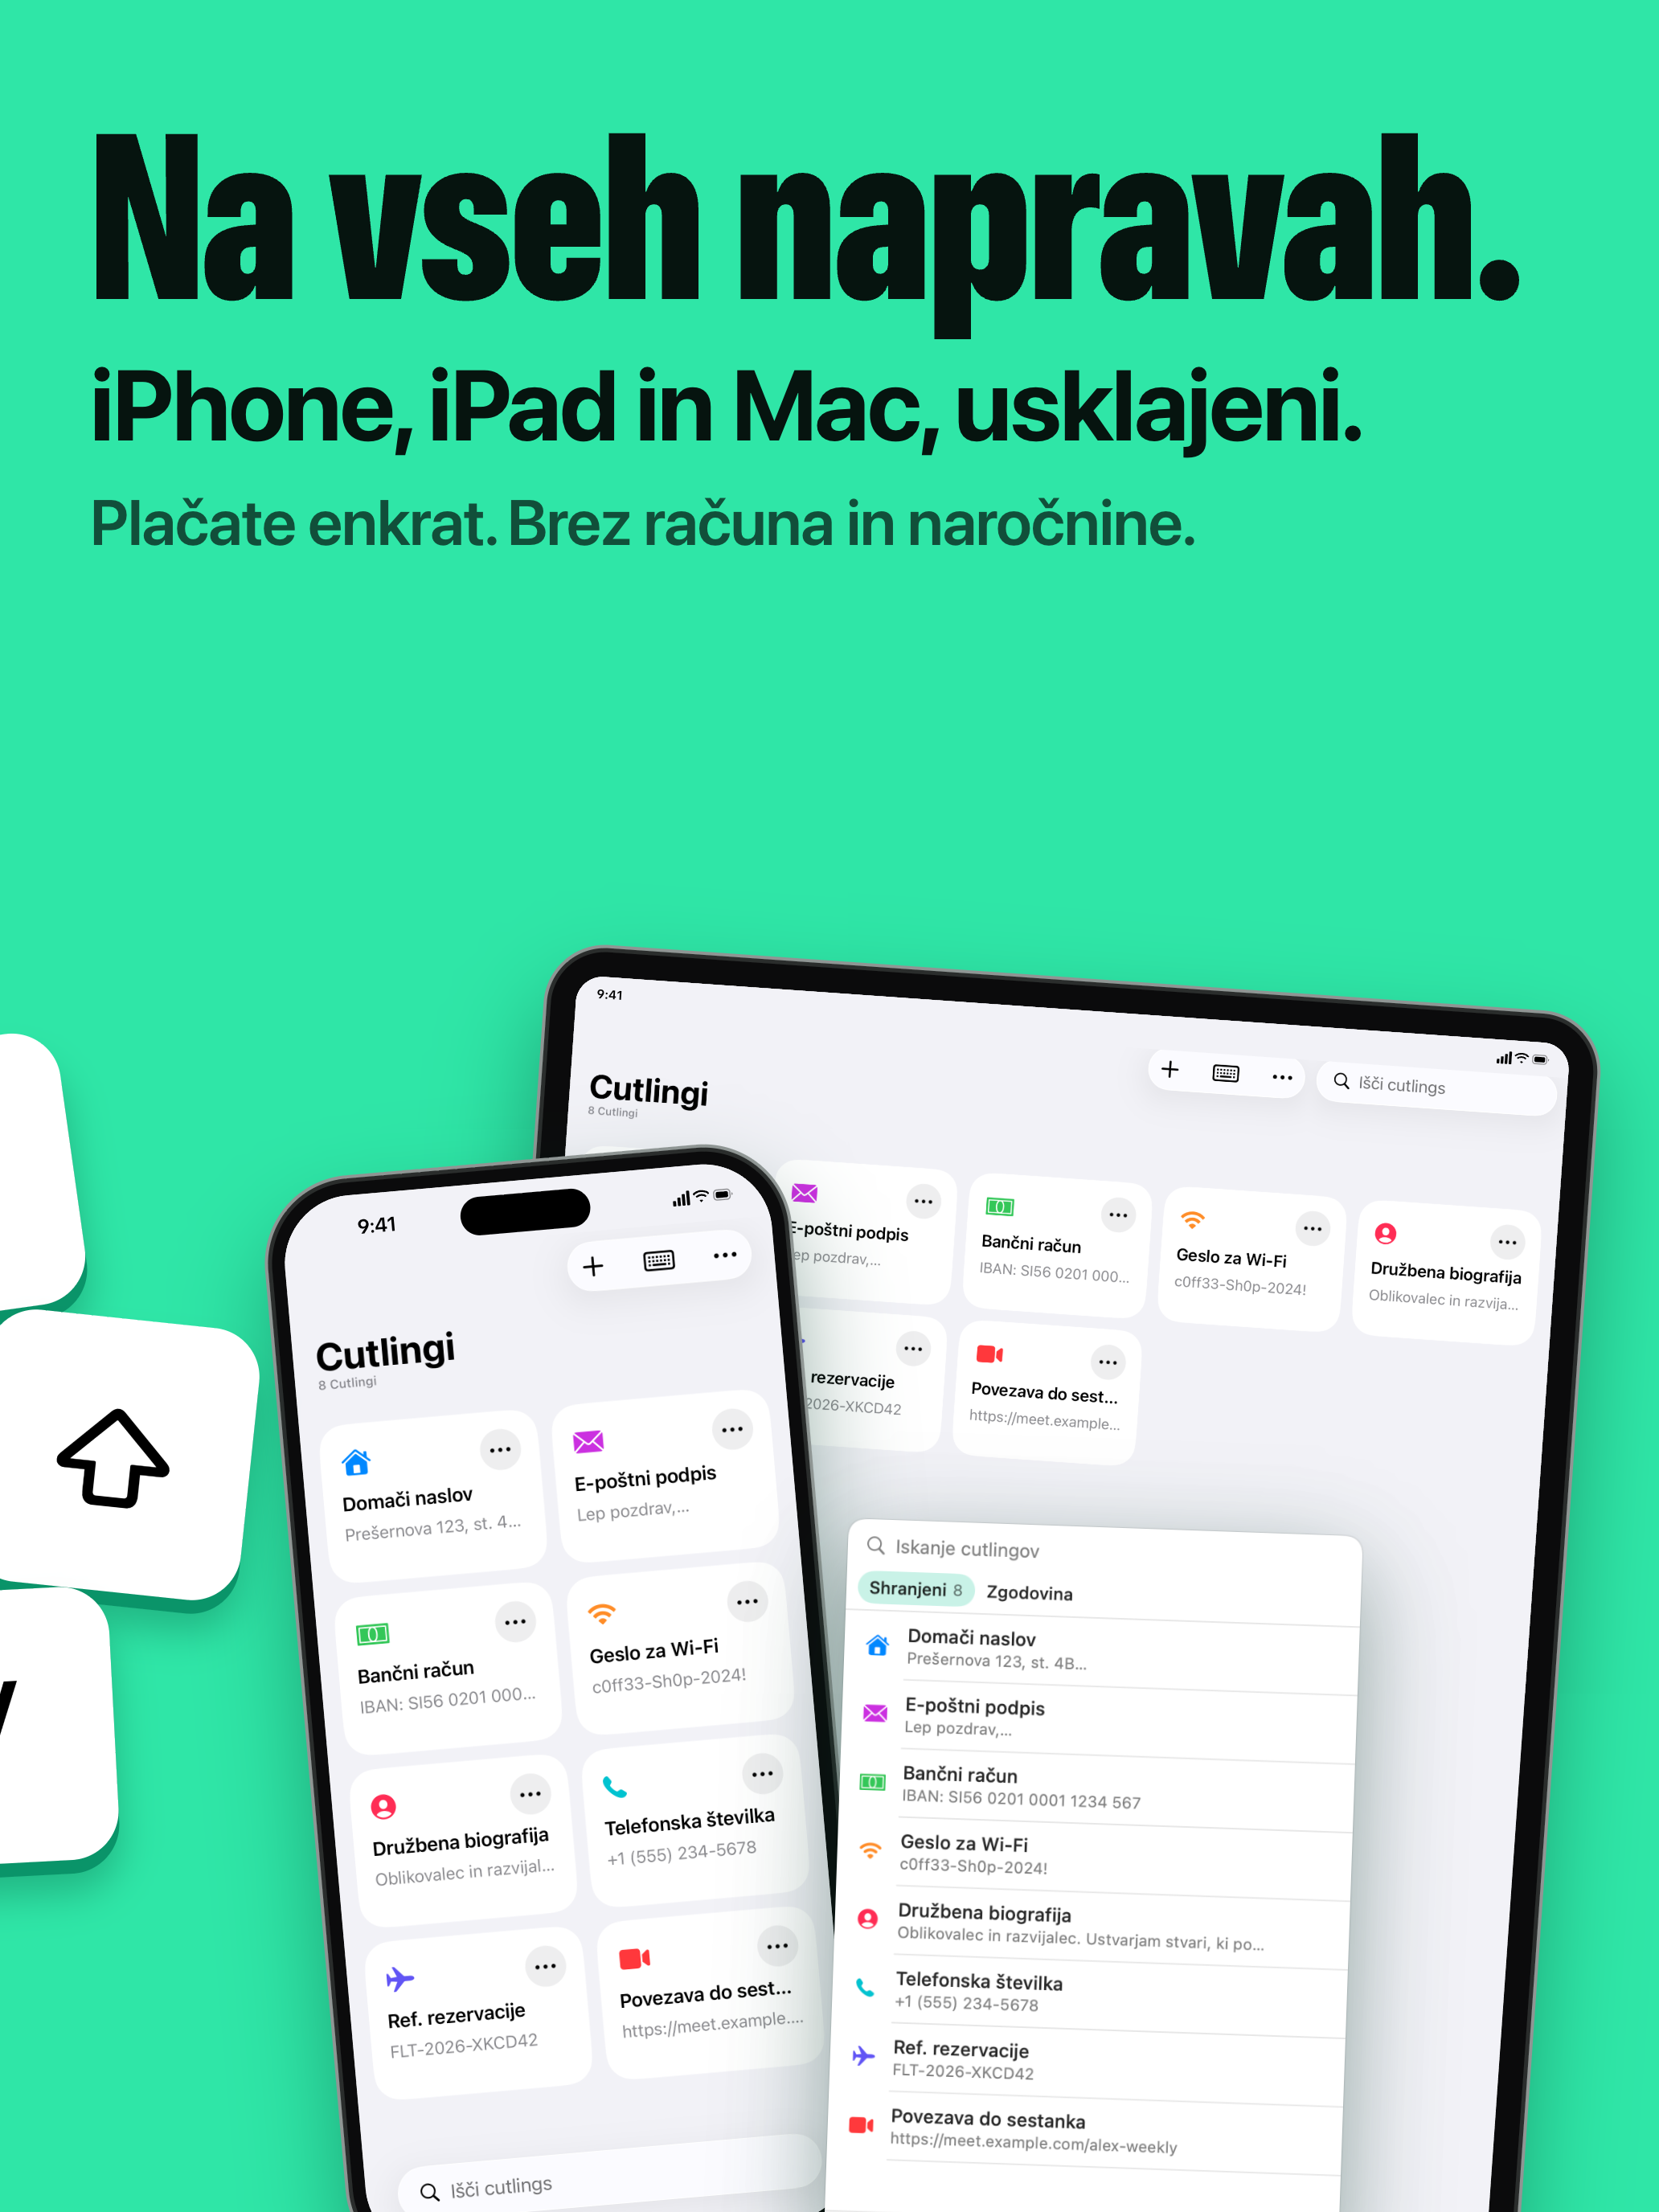 Na vseh napravah.
iPhone, iPad in Mac, usklajeni.
Plačate enkrat. Brez računa in naročnine.
9:41
Cutlingi
8 Cutlingi
Išči cutlings
E-poštni podpis
ep pozdrav,...
Bančni račun
IBAN: SI56 0201 000...
Geslo za Wi-Fi
c0ff33-Sh0p-2024!
Družbena biografija
Oblikovalec in razvija...
rezervacije
2026-XKCD42
Povezava do sest...
https://meet.example...
9:41
Cutlingi
8 Cutlingi
Domači naslov
Prešernova 123, st. 4...
E-poštni podpis
Lep pozdrav,...
Bančni račun
IBAN: SI56 0201 000...
Geslo za Wi-Fi
c0ff33-Sh0p-2024!
Družbena biografija
Oblikovalec in razvijal...
Telefonska številka
+1 (555) 234-5678
Ref. rezervacije
FLT-2026-XKCD42
Povezava do sest...
https://meet.example....
Išči cutlings
Iskanje cutlingov
Shranjeni 8 Zgodovina
Domači naslov
Prešernova 123, st. 4B...
E-poštni podpis
Lep pozdrav,...
Bančni račun
IBAN: SI56 0201 0001 1234 567
Geslo za Wi-Fi
c0ff33-Sh0p-2024!
Družbena biografija
Oblikovalec in razvijalec. Ustvarjam stvari, ki po...
Telefonska številka
+1 (555) 234-5678
Ref. rezervacije
FLT-2026-XKCD42
Povezava do sestanka
https://meet.example.com/alex-weekly